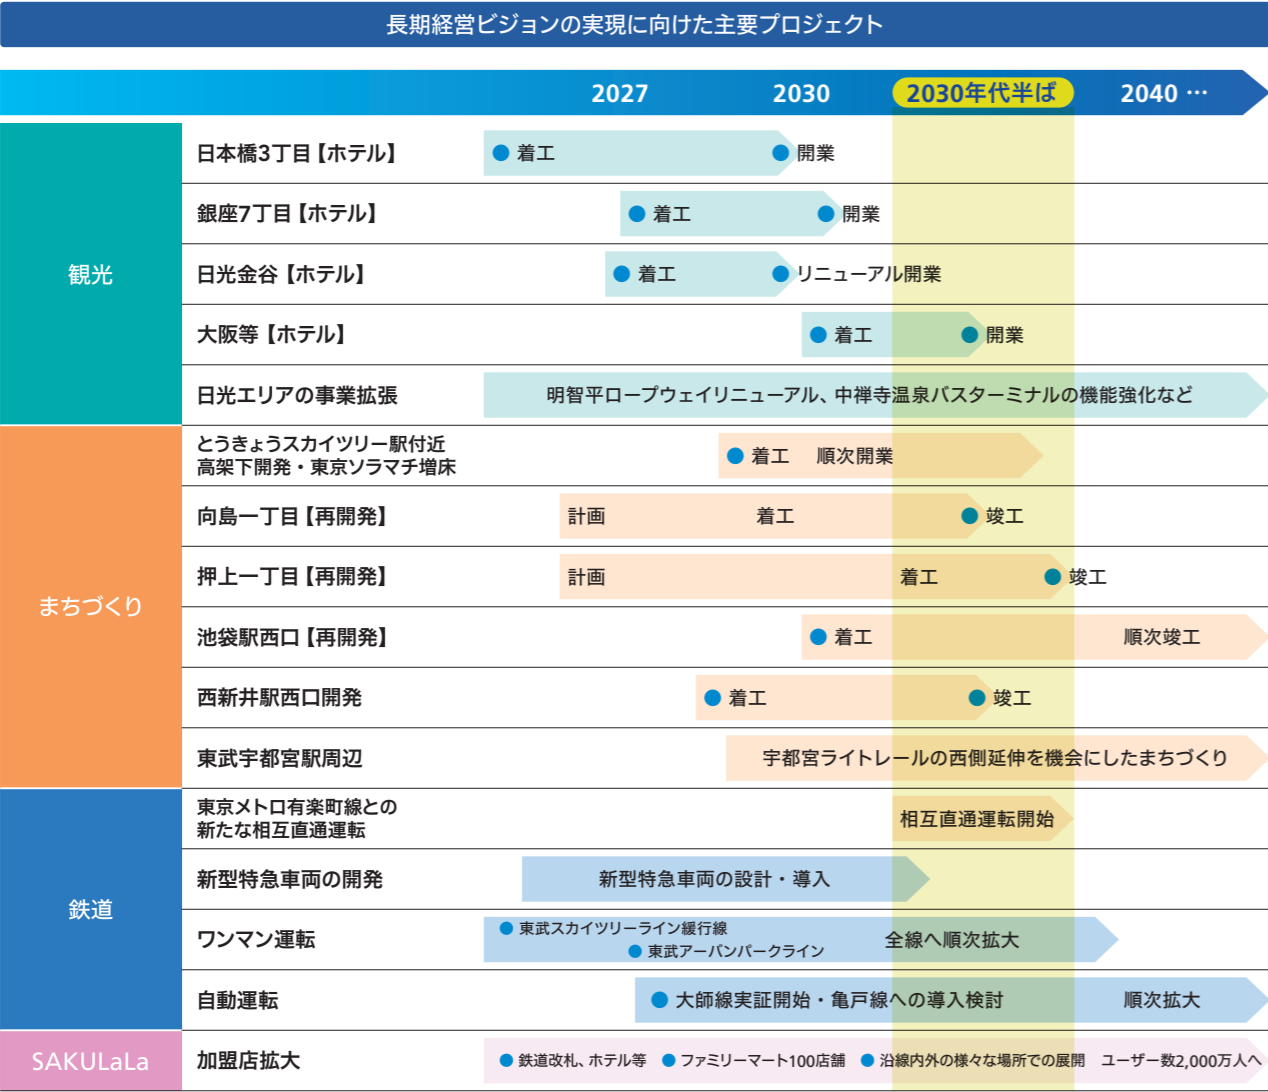 長期経営ビジョンの実現に向けた主要プロジェクト
2027 2030 2030年代半ば 2040 …
観光
日本橋3丁目【ホテル】 着工 開業
銀座7丁目【ホテル】 着工 開業
日光金谷【ホテル】 着工 リニューアル開業
大阪等【ホテル】 着工 開業
日光エリアの事業拡張 明智平ロープウェイリニューアル、中禅寺温泉バスターミナルの機能強化など
まちづくり
とうきょうスカイツリー駅付近
高架下開発・東京ソラマチ増床 着工 順次開業
向島一丁目【再開発】 計画 着工 竣工
押上一丁目【再開発】 計画 着工 竣工
池袋駅西口【再開発】 着工 順次竣工
西新井駅西口開発 着工 竣工
東武宇都宮駅周辺 宇都宮ライトレールの西側延伸を機会にしたまちづくり
鉄道
東京メトロ有楽町線との
新たな相互直通運転 相互直通運転開始
新型特急車両の開発 新型特急車両の設計・導入
ワンマン運転 東武スカイツリーライン緩行線
東武アーバンパークライン 全線へ順次拡大
自動運転 大師線実証開始・亀戸線への導入検討 順次拡大
SAKULaLa
加盟店拡大 鉄道改札、ホテル等 ファミリーマート100店舗 沿線内外の様々な場所での展開 ユーザー数2,000万人へ